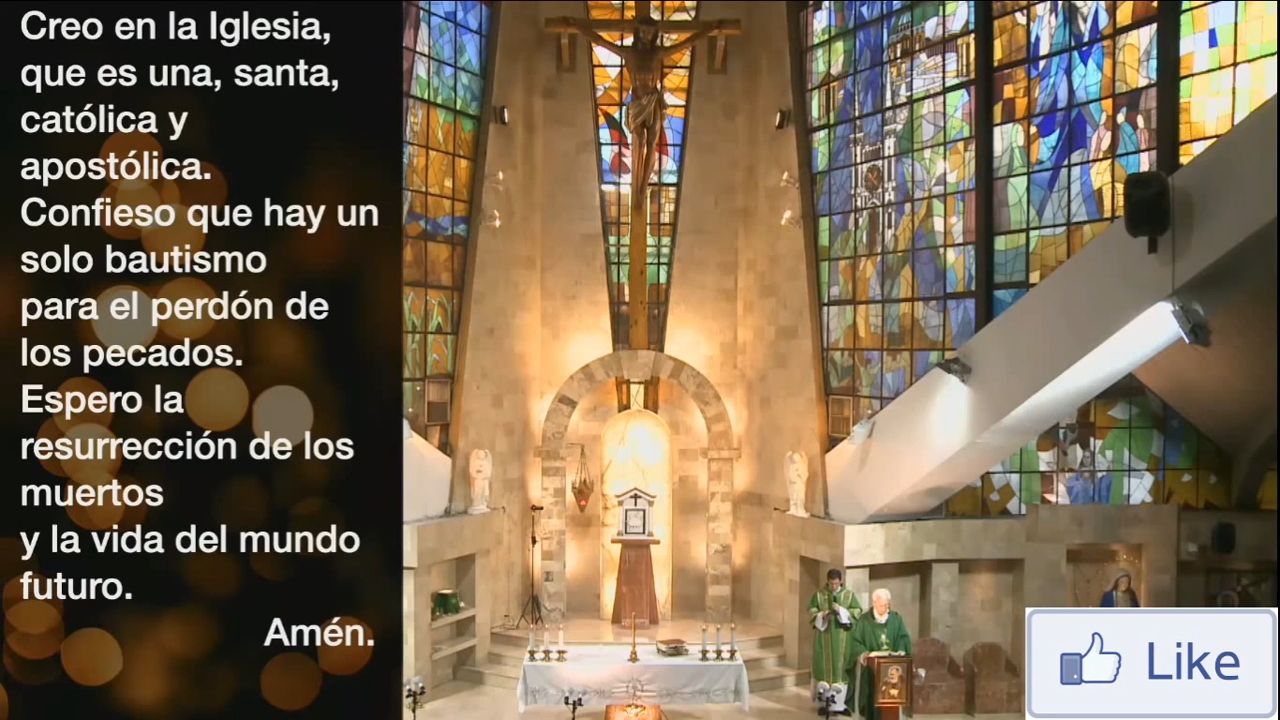 Creo en la Iglesia,
que es una, santa,
católica y
apostólica.
Confieso que hay un
solo bautismo
para el perdón de
los pecados.
Espero la
resurrección de los
muertos
y la vida del mundo
futuro.
Amén.
Like